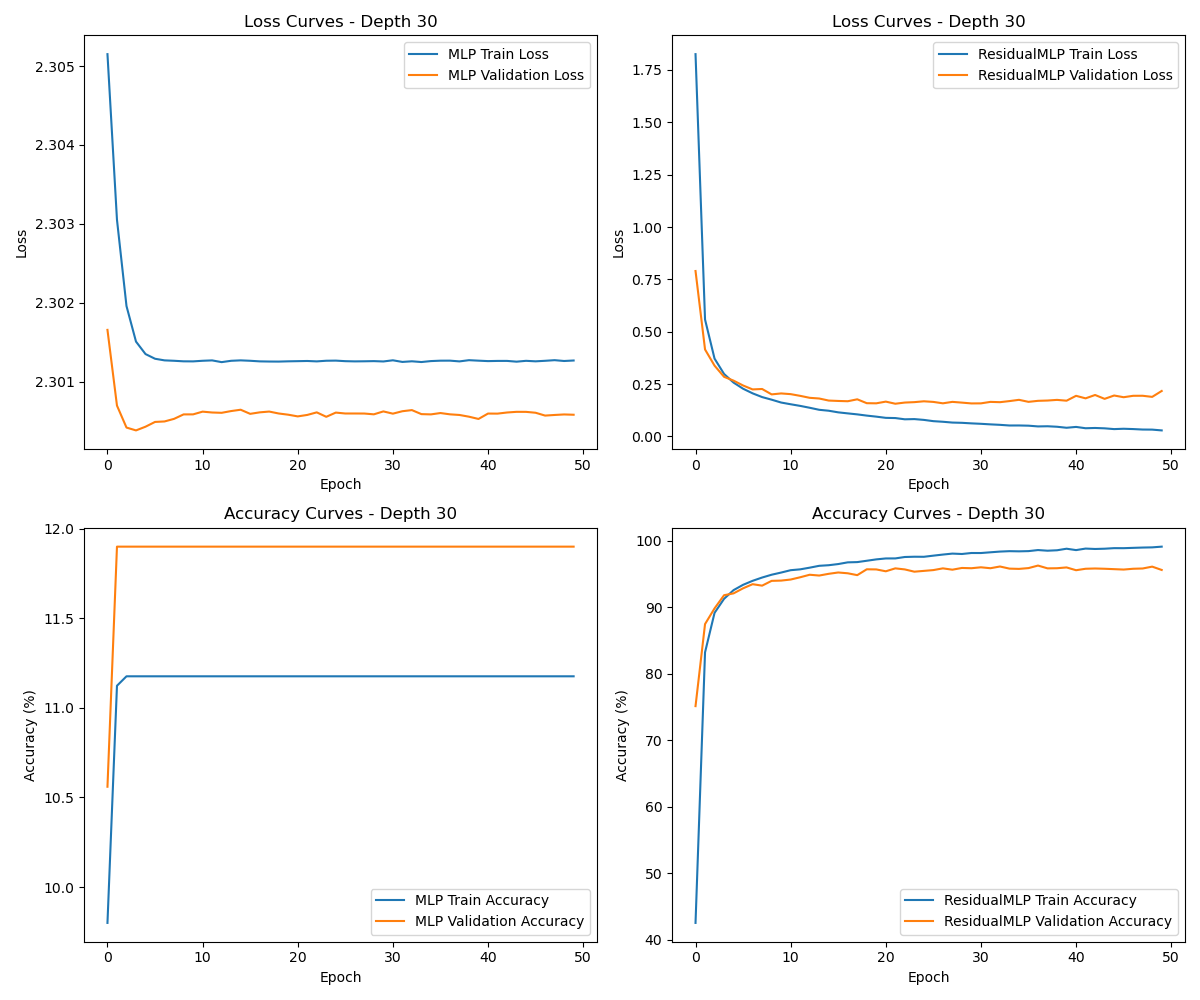 Loss Curves - Depth 30
MLP Train Loss
MLP Validation Loss
2.305
2.304
2.303
2.302
2.301
Loss
0
10
20
30
40
50
Epoch
Loss Curves - Depth 30
ResidualMLP Train Loss
ResidualMLP Validation Loss
1.75
1.50
1.25
1.00
0.75
0.50
0.25
0.00
Loss
0
10
20
30
40
50
Epoch
Accuracy Curves - Depth 30
12.0
11.5
11.0
10.5
10.0
Accuracy (%)
MLP Train Accuracy
MLP Validation Accuracy
0
10
20
30
40
50
Epoch
Accuracy Curves - Depth 30
100
90
80
70
60
50
40
Accuracy (%)
ResidualMLP Train Accuracy
ResidualMLP Validation Accuracy
0
10
20
30
40
50
Epoch